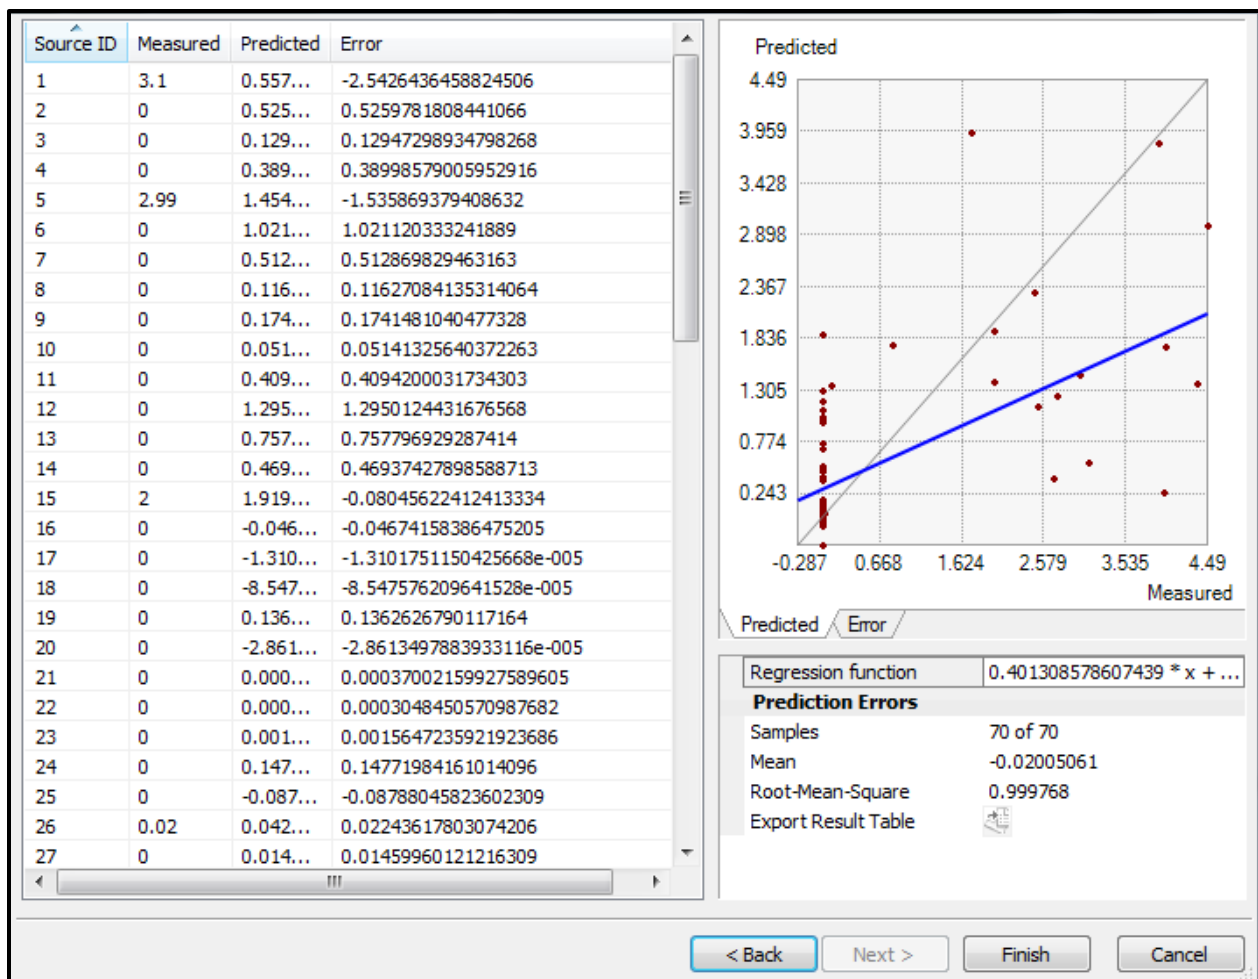 Source ID Measured Predicted Error
1 3.1 0.557... -2.5426436458824506
2 0 0.525... 0.5259781808441066
3 0 0.129... 0.12947298934798268
4 0 0.389... 0.38998579005952916
5 2.99 1.454... -1.535869379408632
6 0 1.021... 1.021120333241889
7 0 0.512... 0.512869829463163
8 0 0.116... 0.11627084135314064
9 0 0.174... 0.1741481040477328
10 0 0.051... 0.05141325640372263
11 0 0.409... 0.4094200031734303
12 0 1.295... 1.2950124431676568
13 0 0.757... 0.757796929287414
14 0 0.469... 0.46937427898588713
15 2 1.919... -0.08045622412413334
16 0 -0.046... -0.04674158386475205
17 0 -1.310... -1.3101751150425668e-005
18 0 -8.547... -8.547576209641528e-005
19 0 0.136... 0.1362626790117164
20 0 -2.861... -2.8613497883933116e-005
21 0 0.000... 0.00037002159927589605
22 0 0.000... 0.0003048450570987682
23 0 0.001... 0.0015647235921923686
24 0 0.147... 0.14771984161014096
25 0 -0.087... -0.08788045823602309
26 0.02 0.042... 0.02243617803074206
27 0 0.014... 0.01459960121216309
Predicted
4.49
3.959
3.428
2.898
2.367
1.836
1.305
0.774
0.243
-0.287 0.668 1.624 2.579 3.535 4.49
Measured
Predicted Error
Regression function 0.401308578607439 * x + ...
Prediction Errors
Samples 70 of 70
Mean -0.02005061
Root-Mean-Square 0.999768
Export Result Table
< Back Next > Finish Cancel